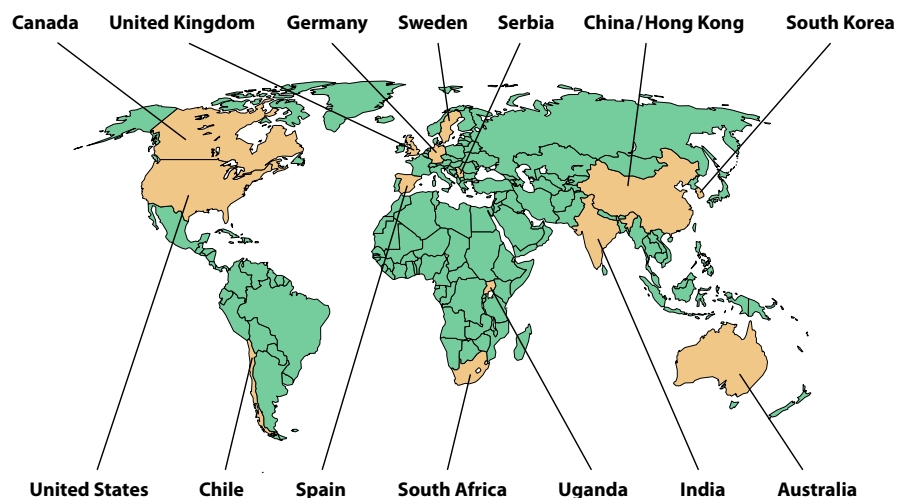 Canada United Kingdom Germany Sweden Serbia China/Hong Kong South Korea
United States Chile Spain South Africa Uganda India Australia